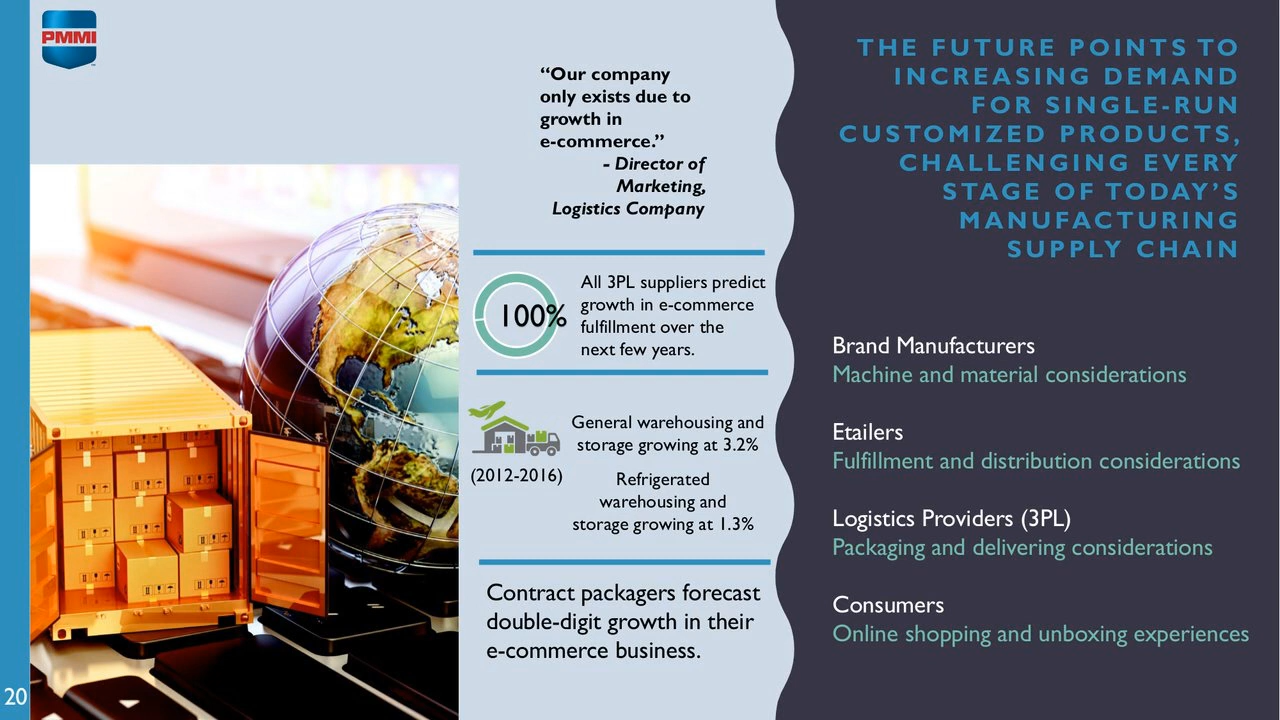 PMMI
“Our company
only exists due to
growth in
e-commerce.”
- Director of
Marketing,
Logistics Company
100%
All 3PL suppliers predict
growth in e-commerce
fulfillment over the
next few years.
(2012-2016)
General warehousing and
storage growing at 3.2%
Refrigerated
warehousing and
storage growing at 1.3%
Contract packagers forecast
double-digit growth in their
e-commerce business.
THE FUTURE POINTS TO
INCREASING DEMAND
FOR SINGLE-RUN
CUSTOMIZED PRODUCTS,
CHALLENGING EVERY
STAGE OF TODAY’S
MANUFACTURING
SUPPLY CHAIN
Brand Manufacturers
Machine and material considerations
Etailers
Fulfillment and distribution considerations
Logistics Providers (3PL)
Packaging and delivering considerations
Consumers
Online shopping and unboxing experiences
20